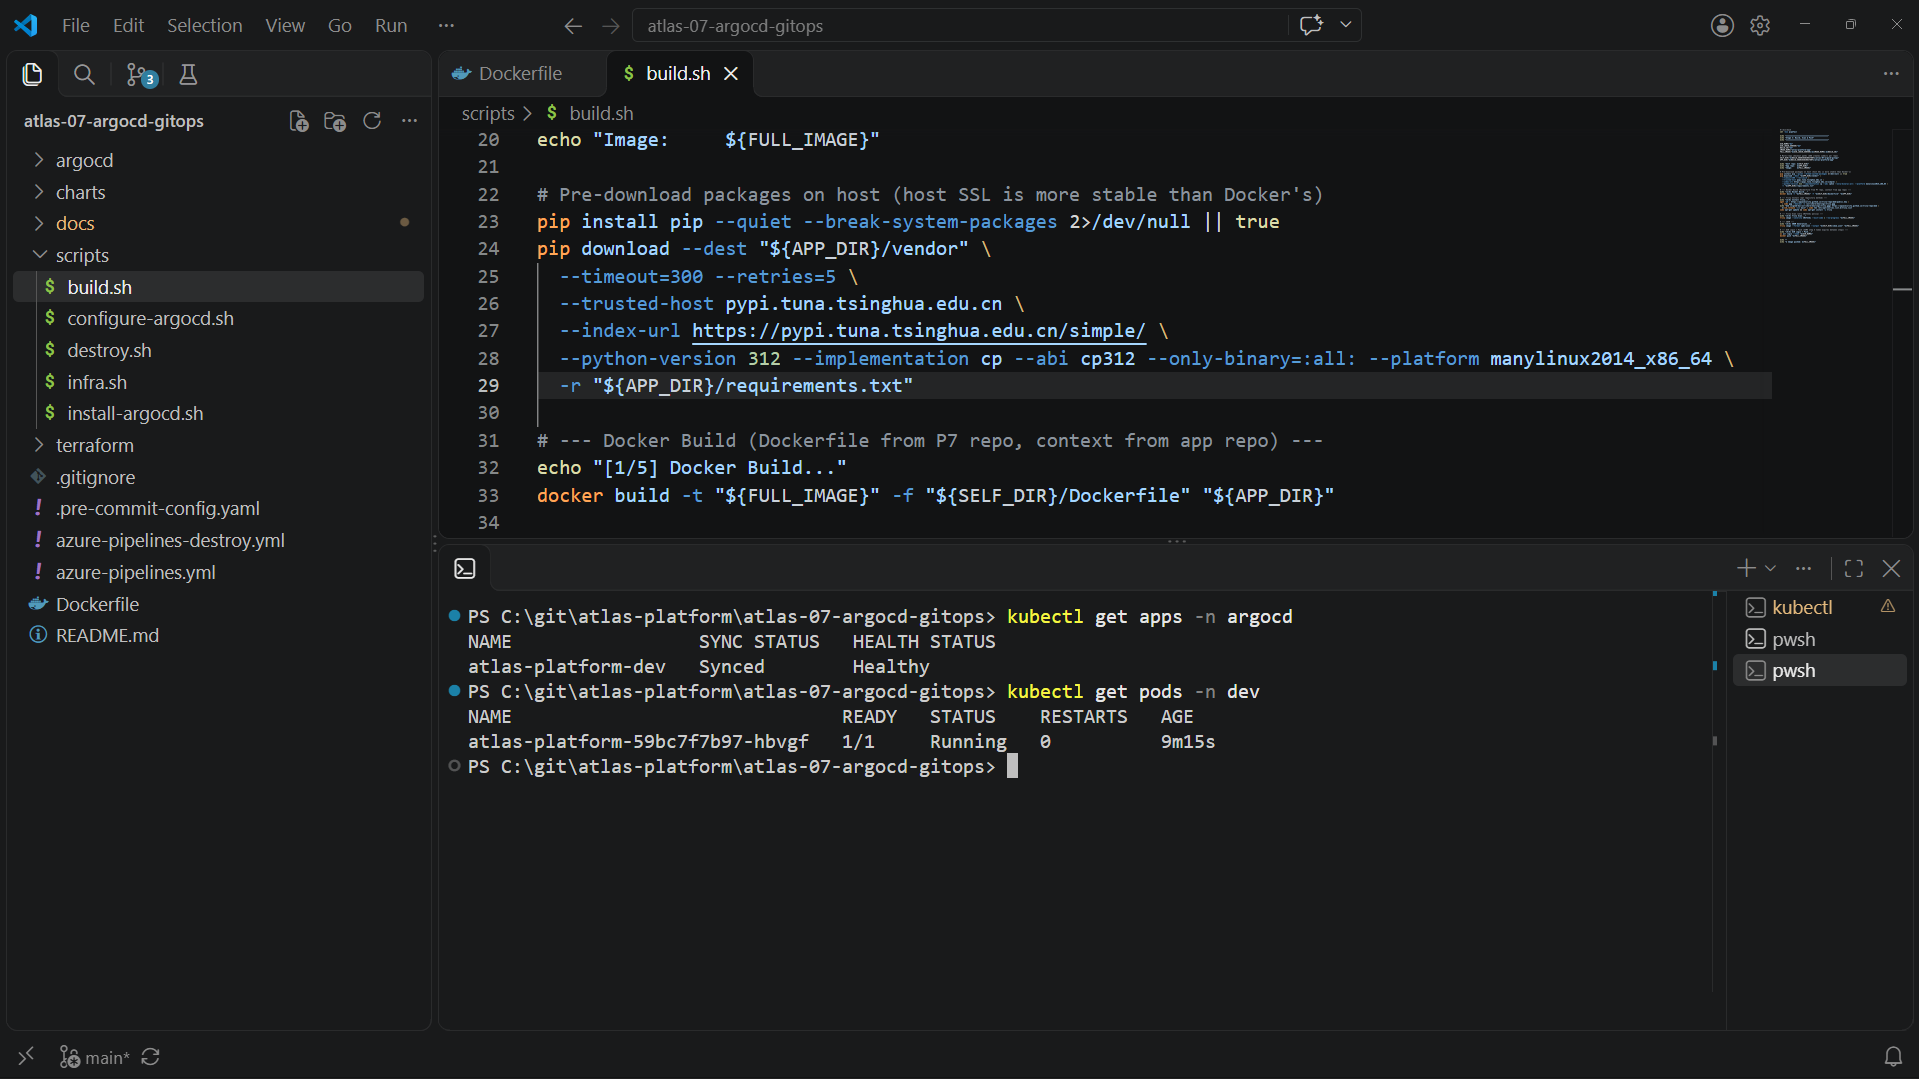 File Edit Selection View Go Run ···
atlas-07-argocd-gitops
3
Dockerfile
$ build.sh
atlas-07-argocd-gitops
argocd
charts
docs
scripts
$ build.sh
$ configure-argocd.sh
$ destroy.sh
$ infra.sh
$ install-argocd.sh
terraform
.gitignore
! .pre-commit-config.yaml
! azure-pipelines-destroy.yml
! azure-pipelines.yml
Dockerfile
README.md
scripts > $ build.sh
20 echo "Image:     ${FULL_IMAGE}"
21
22 # Pre-download packages on host (host SSL is more stable than Docker's)
23 pip install pip --quiet --break-system-packages 2>/dev/null || true
24 pip download --dest "${APP_DIR}/vendor" \
25   --timeout=300 --retries=5 \
26   --trusted-host pypi.tuna.tsinghua.edu.cn \
27   --index-url https://pypi.tuna.tsinghua.edu.cn/simple/ \
28   --python-version 312 --implementation cp --abi cp312 --only-binary=:all: --platform manylinux2014_x86_64 \
29   -r "${APP_DIR}/requirements.txt"
30
31 # --- Docker Build (Dockerfile from P7 repo, context from app repo) ---
32 echo "[1/5] Docker Build..."
33 docker build -t "${FULL_IMAGE}" -f "${SELF_DIR}/Dockerfile" "${APP_DIR}"
34
PS C:\git\atlas-platform\atlas-07-argocd-gitops> kubectl get apps -n argocd
NAME                 SYNC STATUS   HEALTH STATUS
atlas-platform-dev   Synced        Healthy
PS C:\git\atlas-platform\atlas-07-argocd-gitops> kubectl get pods -n dev
NAME                              READY   STATUS    RESTARTS   AGE
atlas-platform-59bc7f7b97-hbvgf   1/1     Running   0          9m15s
PS C:\git\atlas-platform\atlas-07-argocd-gitops>
kubectl
pwsh
pwsh
main*